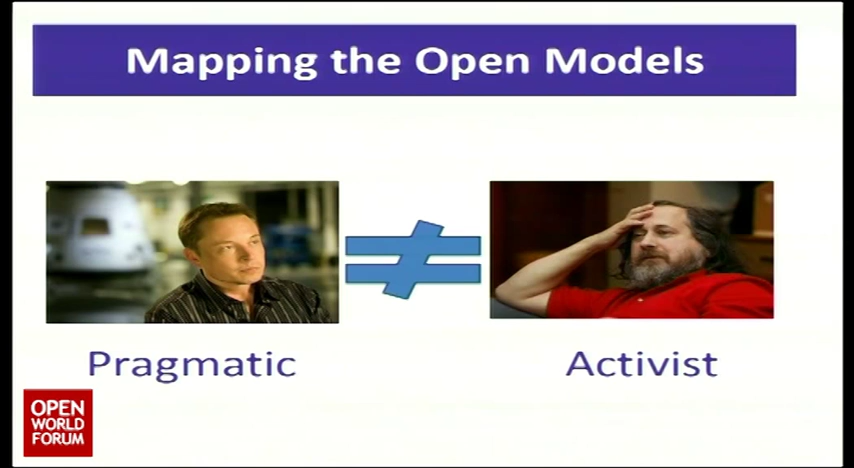 Mapping the Open Models
Pragmatic
Activist
OPEN
WORLD
FORUM